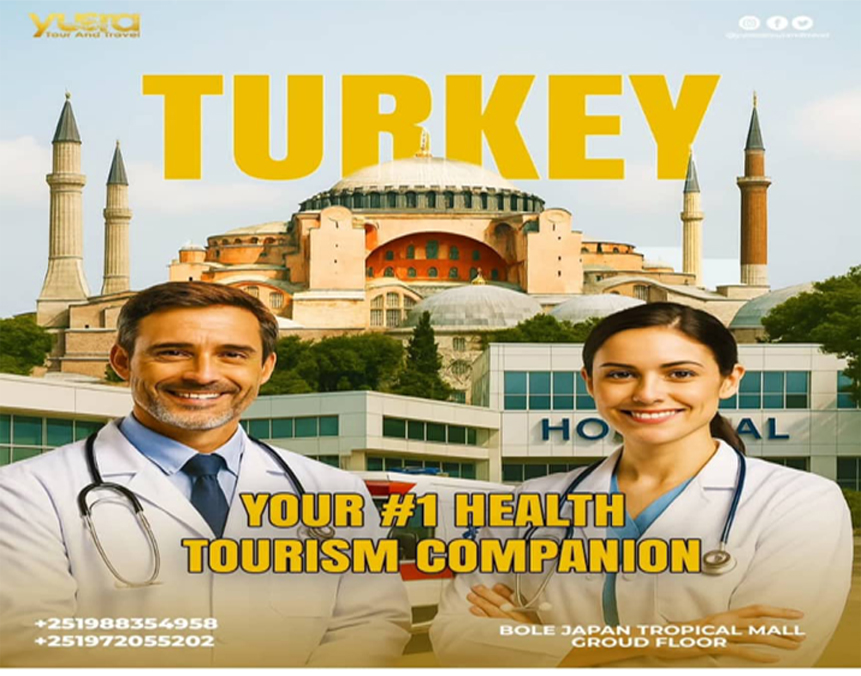 yusra
Tour And Travel
TURKEY
HO AL
YOUR #1 HEALTH
TOURISM COMPANION
+251988354958
+251972055202
BOLE JAPAN TROPICAL MALL
GROUD FLOOR